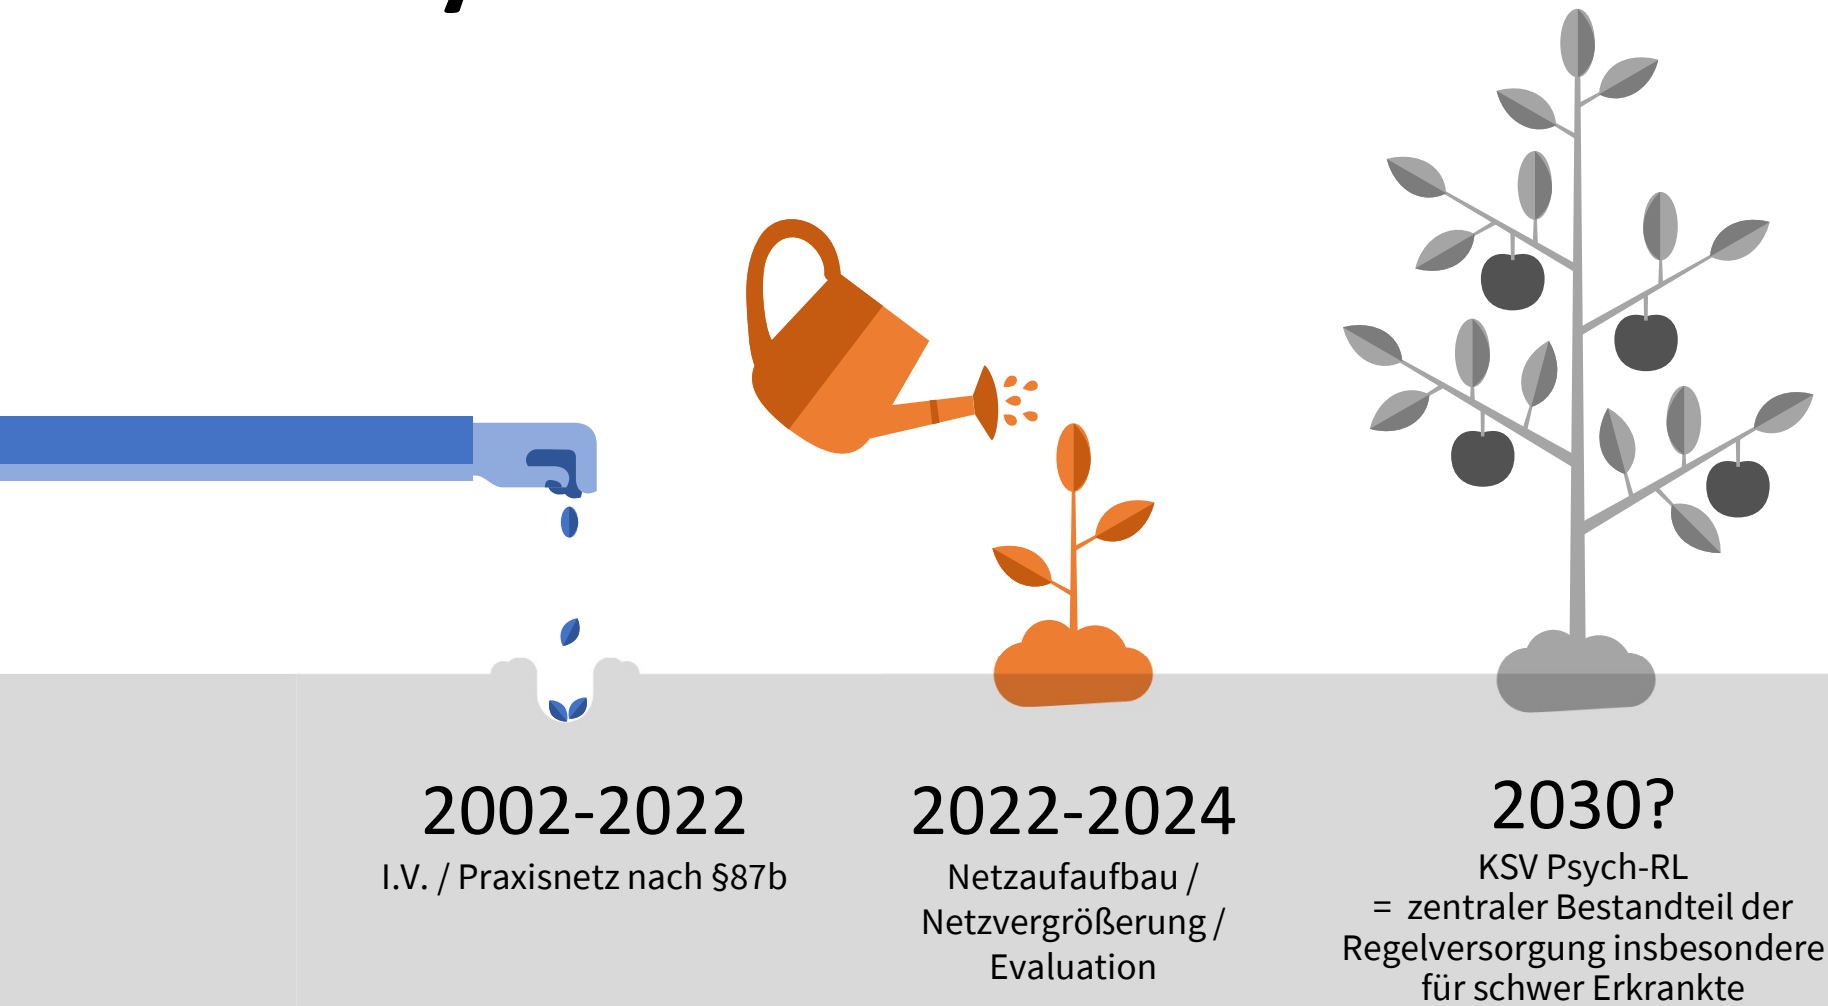 2002-2022
I.V. / Praxisnetz nach §87b
2022-2024
Netzaufaufbau /
Netzvergrößerung /
Evaluation
2030?
KSV Psych-RL
= zentraler Bestandteil der
Regelversorgung insbesondere
für schwer Erkrankte